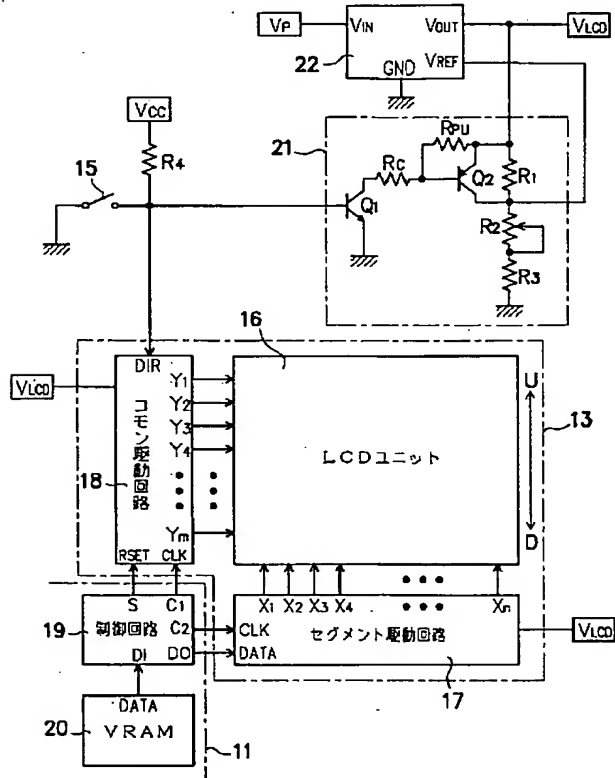 VP
VIN
VOUT
VLCD
22
VREF
GND
VCC
R4
15
21
RPU
RC
Q2
R1
Q1
R2
R3
16
DIR
VLCD
Y1
Y2
Y3
Y4
Ym
コモン駆動回路
18
LCDユニット
U
D
13
RSET CLK
X1 X2 X3 X4 Xn
S C1
19
制御回路
C2
CLK
セグメント駆動回路
VLCD
DI DO
DATA
17
DATA
20
VRAM
11